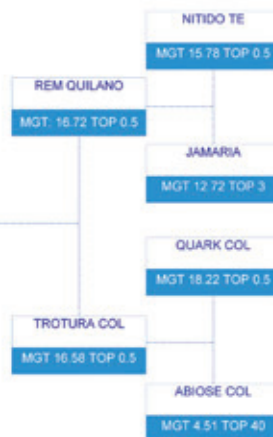 NITIDO TE
MGT 15.78 TOP 0.5
REM QUILANO
MGT: 16.72 TOP 0.5
JAMARIA
MGT 12.72 TOP 3
QUARK COL
MGT 18.22 TOP 0.5
TROTURA COL
MGT 16.58 TOP 0.5
ABIOSE COL
MGT 4.51 TOP 40